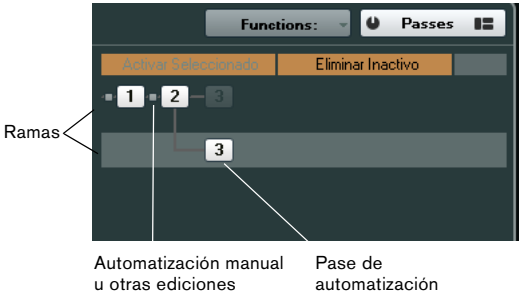 Functions:
Passes
Activar Seleccionado
Eliminar Inactivo
1 2 3
Ramas
3
Automatización manual
u otras ediciones
Pase de
automatización